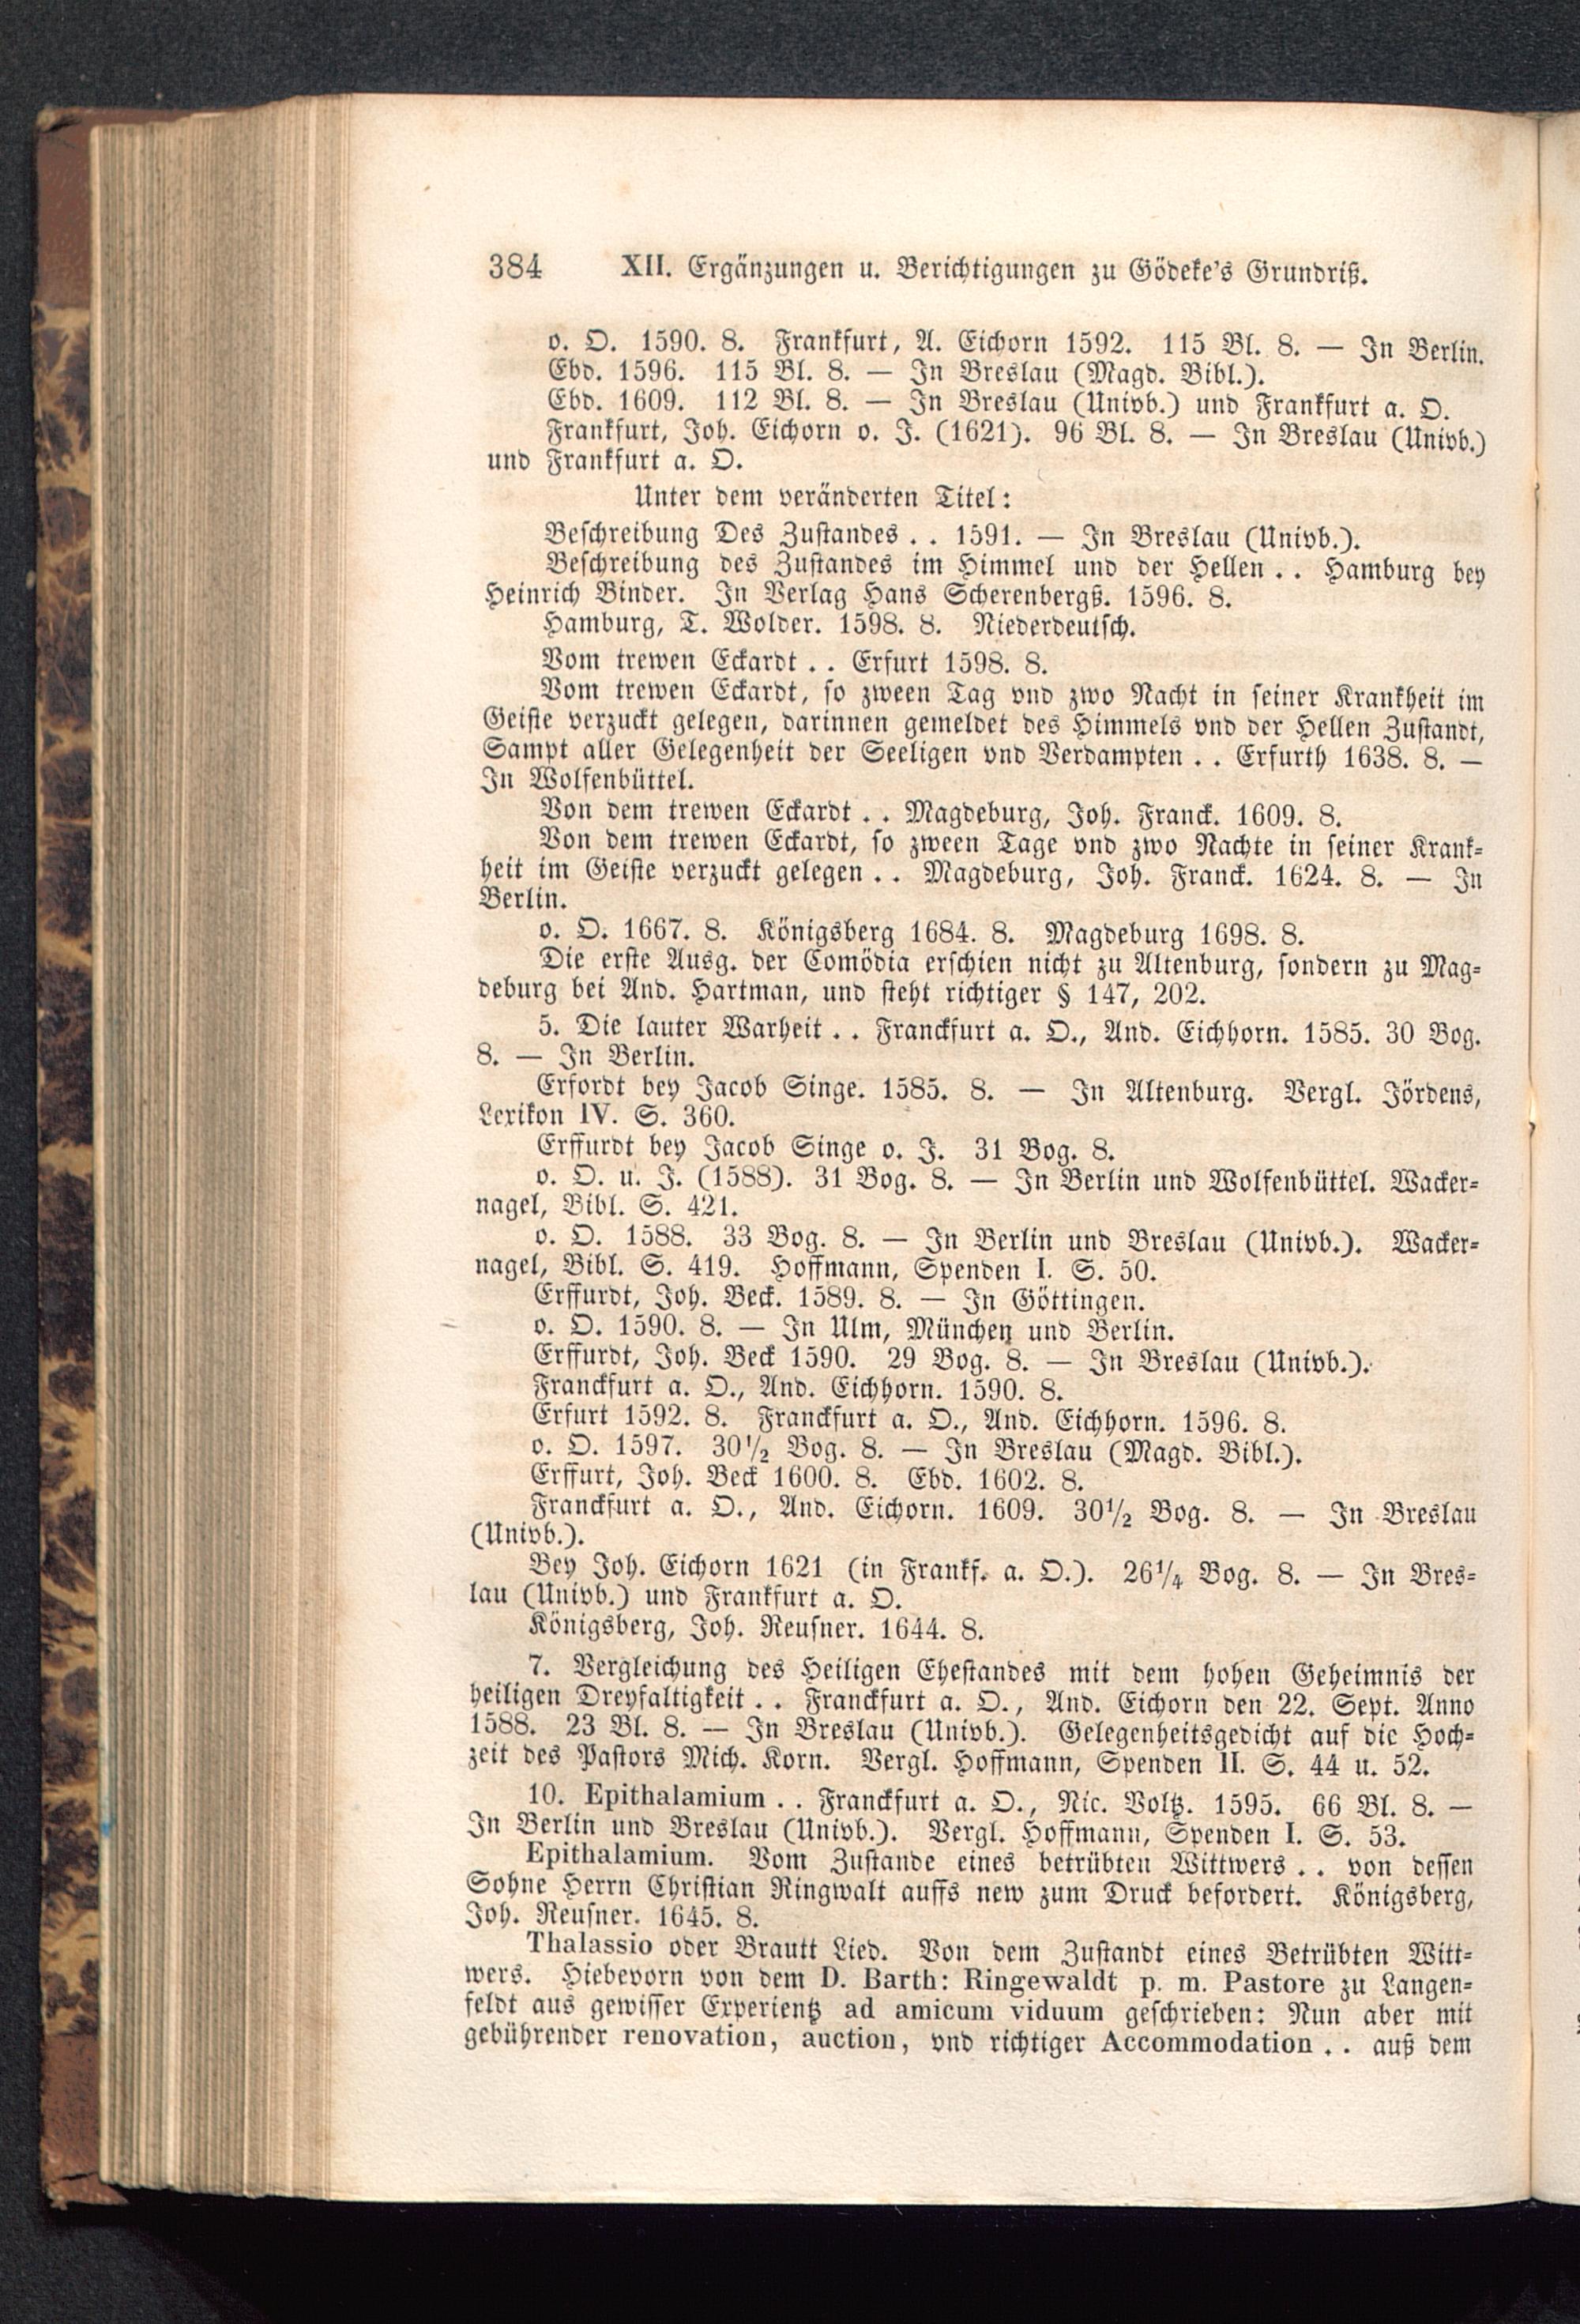 384 XII. Ergänzungen u. Berichtigungen zu Gödeke's Grundriß.
o. O. 1590. 8. Frankfurt, A. Eichorn 1592. 115 Bl. 8. — In Berlin.
Ebd. 1596. 115 Bl. 8. — In Breslau (Magd. Bibl.).
Ebd. 1609. 112 Bl. 8. — In Breslau (Univb.) und Frankfurt a. O.
Frankfurt, Joh. Eichorn o. J. (1621). 96 Bl. 8. — In Breslau (Univb.)
und Frankfurt a. O.
Unter dem veränderten Titel:
Beschreibung Des Zustandes . . 1591. — In Breslau (Univb.).
Beschreibung des Zustandes im Himmel und der Hellen . . Hamburg bey
Heinrich Binder. In Verlag Hans Scherenbergß. 1596. 8.
Hamburg, T. Wolder. 1598. 8. Niederdeutsch.
Vom trewen Eckardt . . Erfurt 1598. 8.
Vom trewen Eckardt, so zween Tag vnd zwo Nacht in seiner Krankheit im
Geiste verzuckt gelegen, darinnen gemeldet des Himmels vnd der Hellen Zustandt,
Sampt aller Gelegenheit der Seeligen vnd Verdampten . . Erfurth 1638. 8. —
In Wolfenbüttel.
Von dem trewen Eckardt . . Magdeburg, Joh. Franck. 1609. 8.
Von dem trewen Eckardt, so zween Tage vnd zwo Nachte in seiner Krank-
heit im Geiste verzuckt gelegen . . Magdeburg, Joh. Franck. 1624. 8. — In
Berlin.
o. O. 1667. 8. Königsberg 1684. 8. Magdeburg 1698. 8.
Die erste Ausg. der Comödia erschien nicht zu Altenburg, sondern zu Mag-
deburg bei And. Hartman, und steht richtiger § 147, 202.
5. Die lauter Warheit . . Franckfurt a. O., And. Eichhorn. 1585. 30 Bog.
8. — In Berlin.
Erfordt bey Jacob Singe. 1585. 8. — In Altenburg. Vergl. Jördens,
Lexikon IV. S. 360.
Erffurdt bey Jacob Singe o. J. 31 Bog. 8.
o. O. u. J. (1588). 31 Bog. 8. — In Berlin und Wolfenbüttel. Wacker-
nagel, Bibl. S. 421.
o. O. 1588. 33 Bog. 8. — In Berlin und Breslau (Univb.). Wacker-
nagel, Bibl. S. 419. Hoffmann, Spenden I. S. 50.
Erffurdt, Joh. Beck. 1589. 8. — In Göttingen.
o. O. 1590. 8. — In Ulm, München und Berlin.
Erffurdt, Joh. Beck 1590. 29 Bog. 8. — In Breslau (Univb.).
Franckfurt a. O., And. Eichhorn. 1590. 8.
Erfurt 1592. 8. Franckfurt a. O., And. Eichhorn. 1596. 8.
o. O. 1597. 30½ Bog. 8. — In Breslau (Magd. Bibl.).
Erffurt, Joh. Beck 1600. 8. Ebd. 1602. 8.
Franckfurt a. O., And. Eichorn. 1609. 30½ Bog. 8. — In Breslau
(Univb.).
Bey Joh. Eichorn 1621 (in Frankf. a. O.). 26¼ Bog. 8. — In Bres-
lau (Univb.) und Frankfurt a. O.
Königsberg, Joh. Reusner. 1644. 8.
7. Vergleichung des Heiligen Ehestandes mit dem hohen Geheimnis der
heiligen Dreyfaltigkeit . . Franckfurt a. O., And. Eichorn den 22. Sept. Anno
1588. 23 Bl. 8. — In Breslau (Univb.). Gelegenheitsgedicht auf die Hoch-
zeit des Pastors Mich. Korn. Vergl. Hoffmann, Spenden II. S. 44 u. 52.
10. Epithalamium . . Franckfurt a. O., Nic. Voltz. 1595. 66 Bl. 8. —
In Berlin und Breslau (Univb.). Vergl. Hoffmann, Spenden I. S. 53.
Epithalamium. Vom Zustande eines betrübten Wittwers . . von dessen
Sohne Herrn Christian Ringwalt auffs new zum Druck befordert. Königsberg,
Joh. Reusner. 1645. 8.
Thalassio oder Brautt Lied. Von dem Zustandt eines Betrübten Witt-
wers. Hiebevorn von dem D. Barth: Ringewaldt p. m. Pastore zu Langen-
feldt aus gewisser Experientz ad amicum viduum geschrieben: Nun aber mit
gebührender renovation, auction, vnd richtiger Accommodation . . auß dem